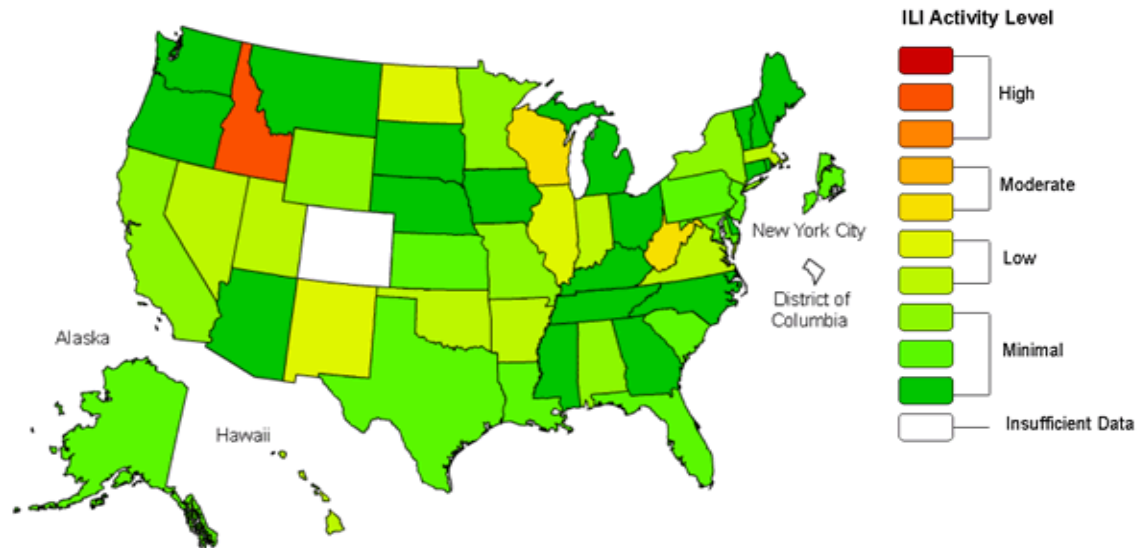 ILI Activity Level
High
Moderate
Low
Minimal
Insufficient Data
New York City
District of
Columbia
Alaska
Hawaii